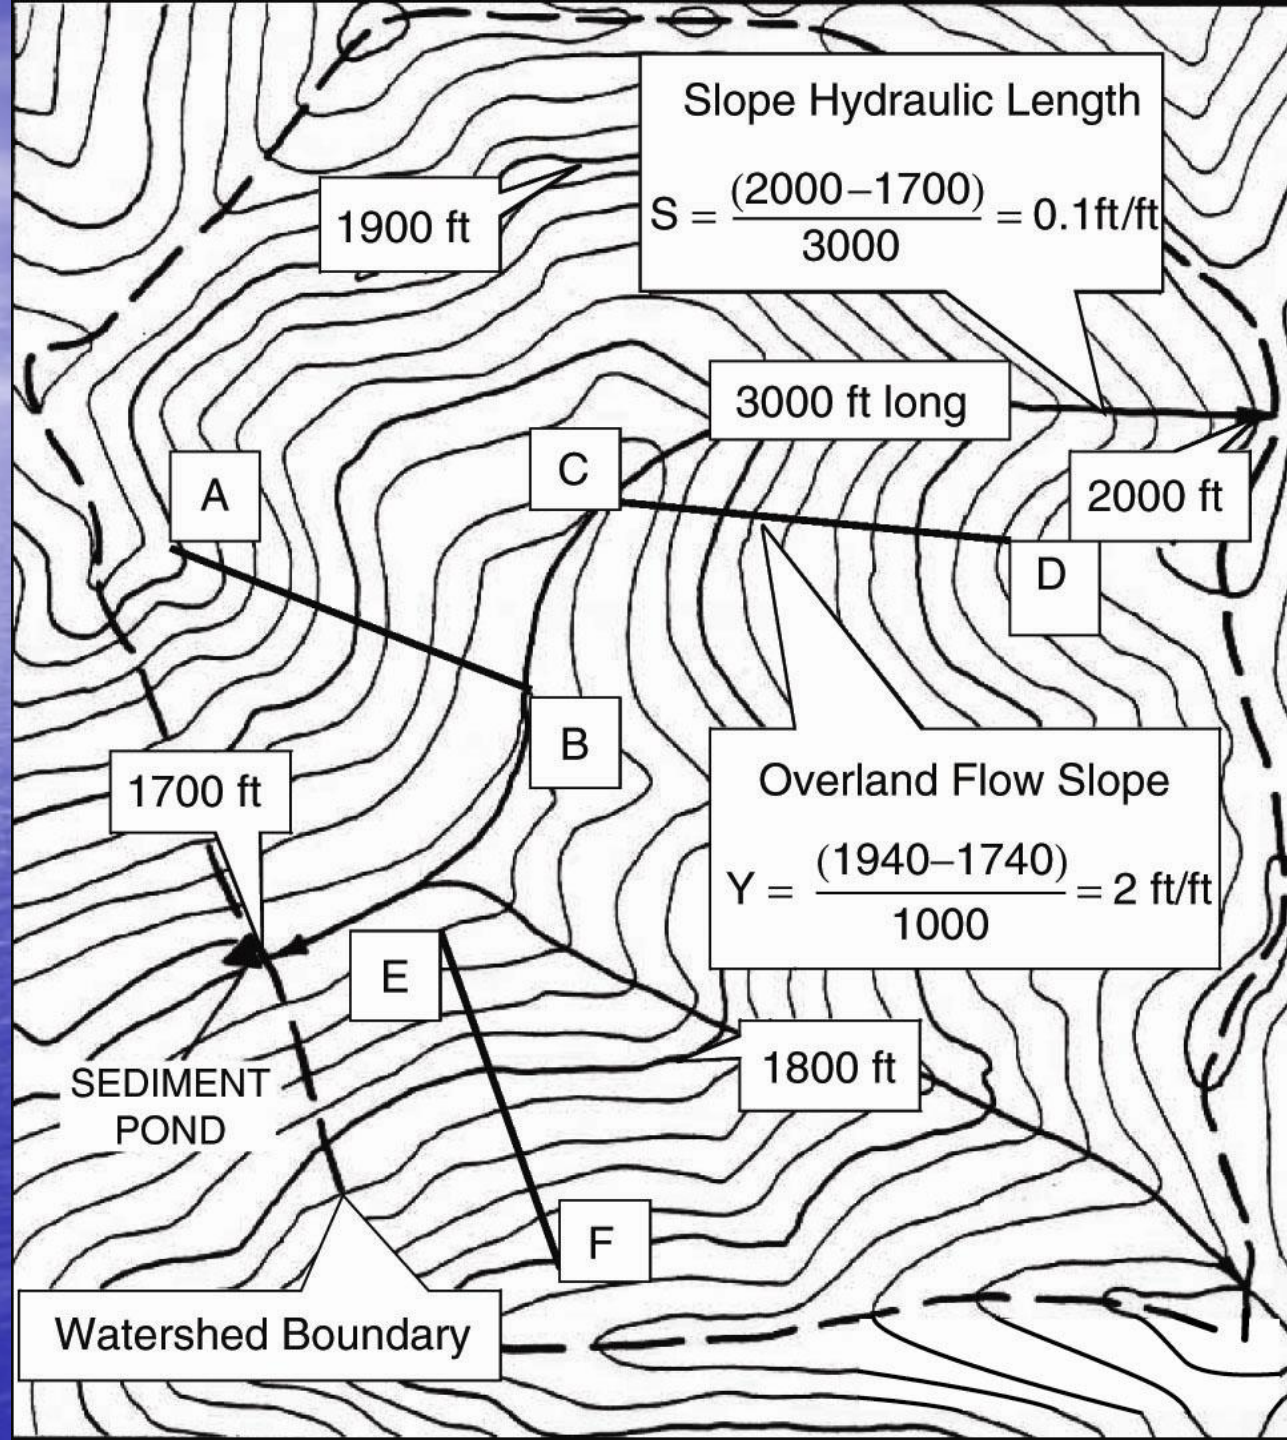 Slope Hydraulic Length
S = (2000–1700) / 3000 = 0.1ft/ft
1900 ft
3000 ft long
2000 ft
A
C
D
B
1700 ft
Overland Flow Slope
Y = (1940–1740) / 1000 = 2 ft/ft
E
1800 ft
SEDIMENT
POND
F
Watershed Boundary